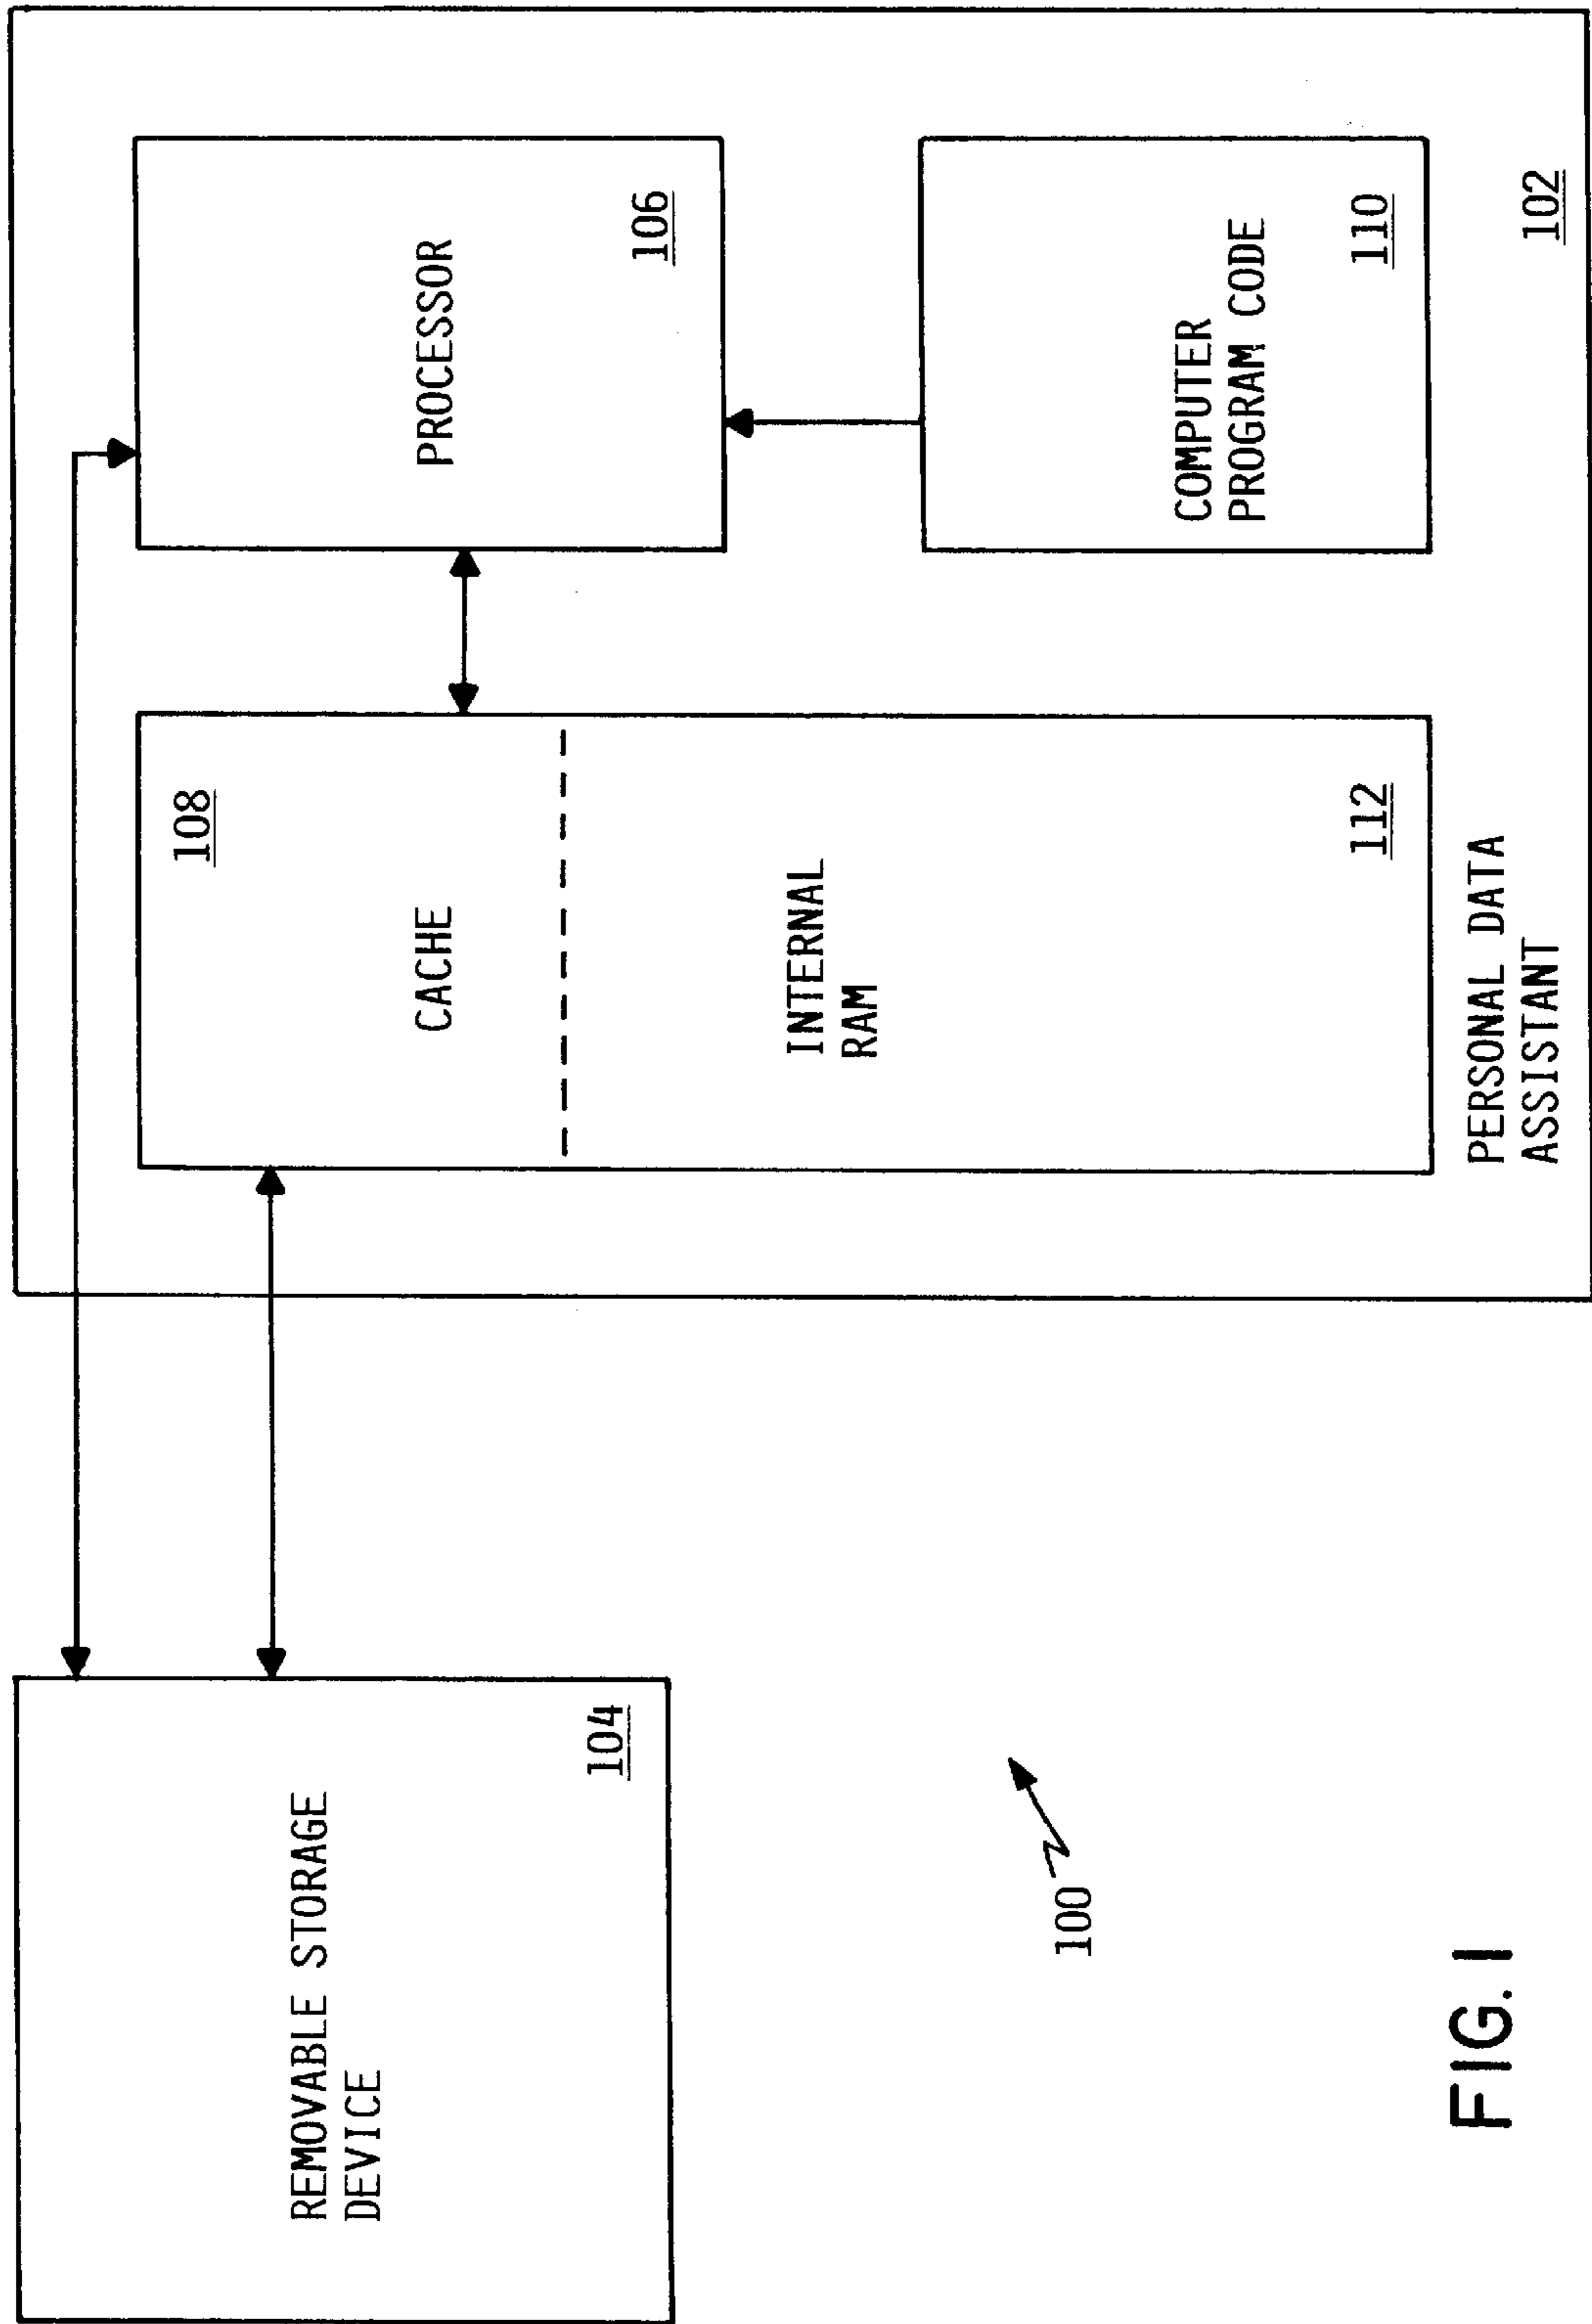 REMOVABLE STORAGE
DEVICE
104
100
CACHE
108
INTERNAL
RAM
112
PROCESSOR
106
COMPUTER
PROGRAM CODE
110
PERSONAL DATA
ASSISTANT
102
FIG. 1